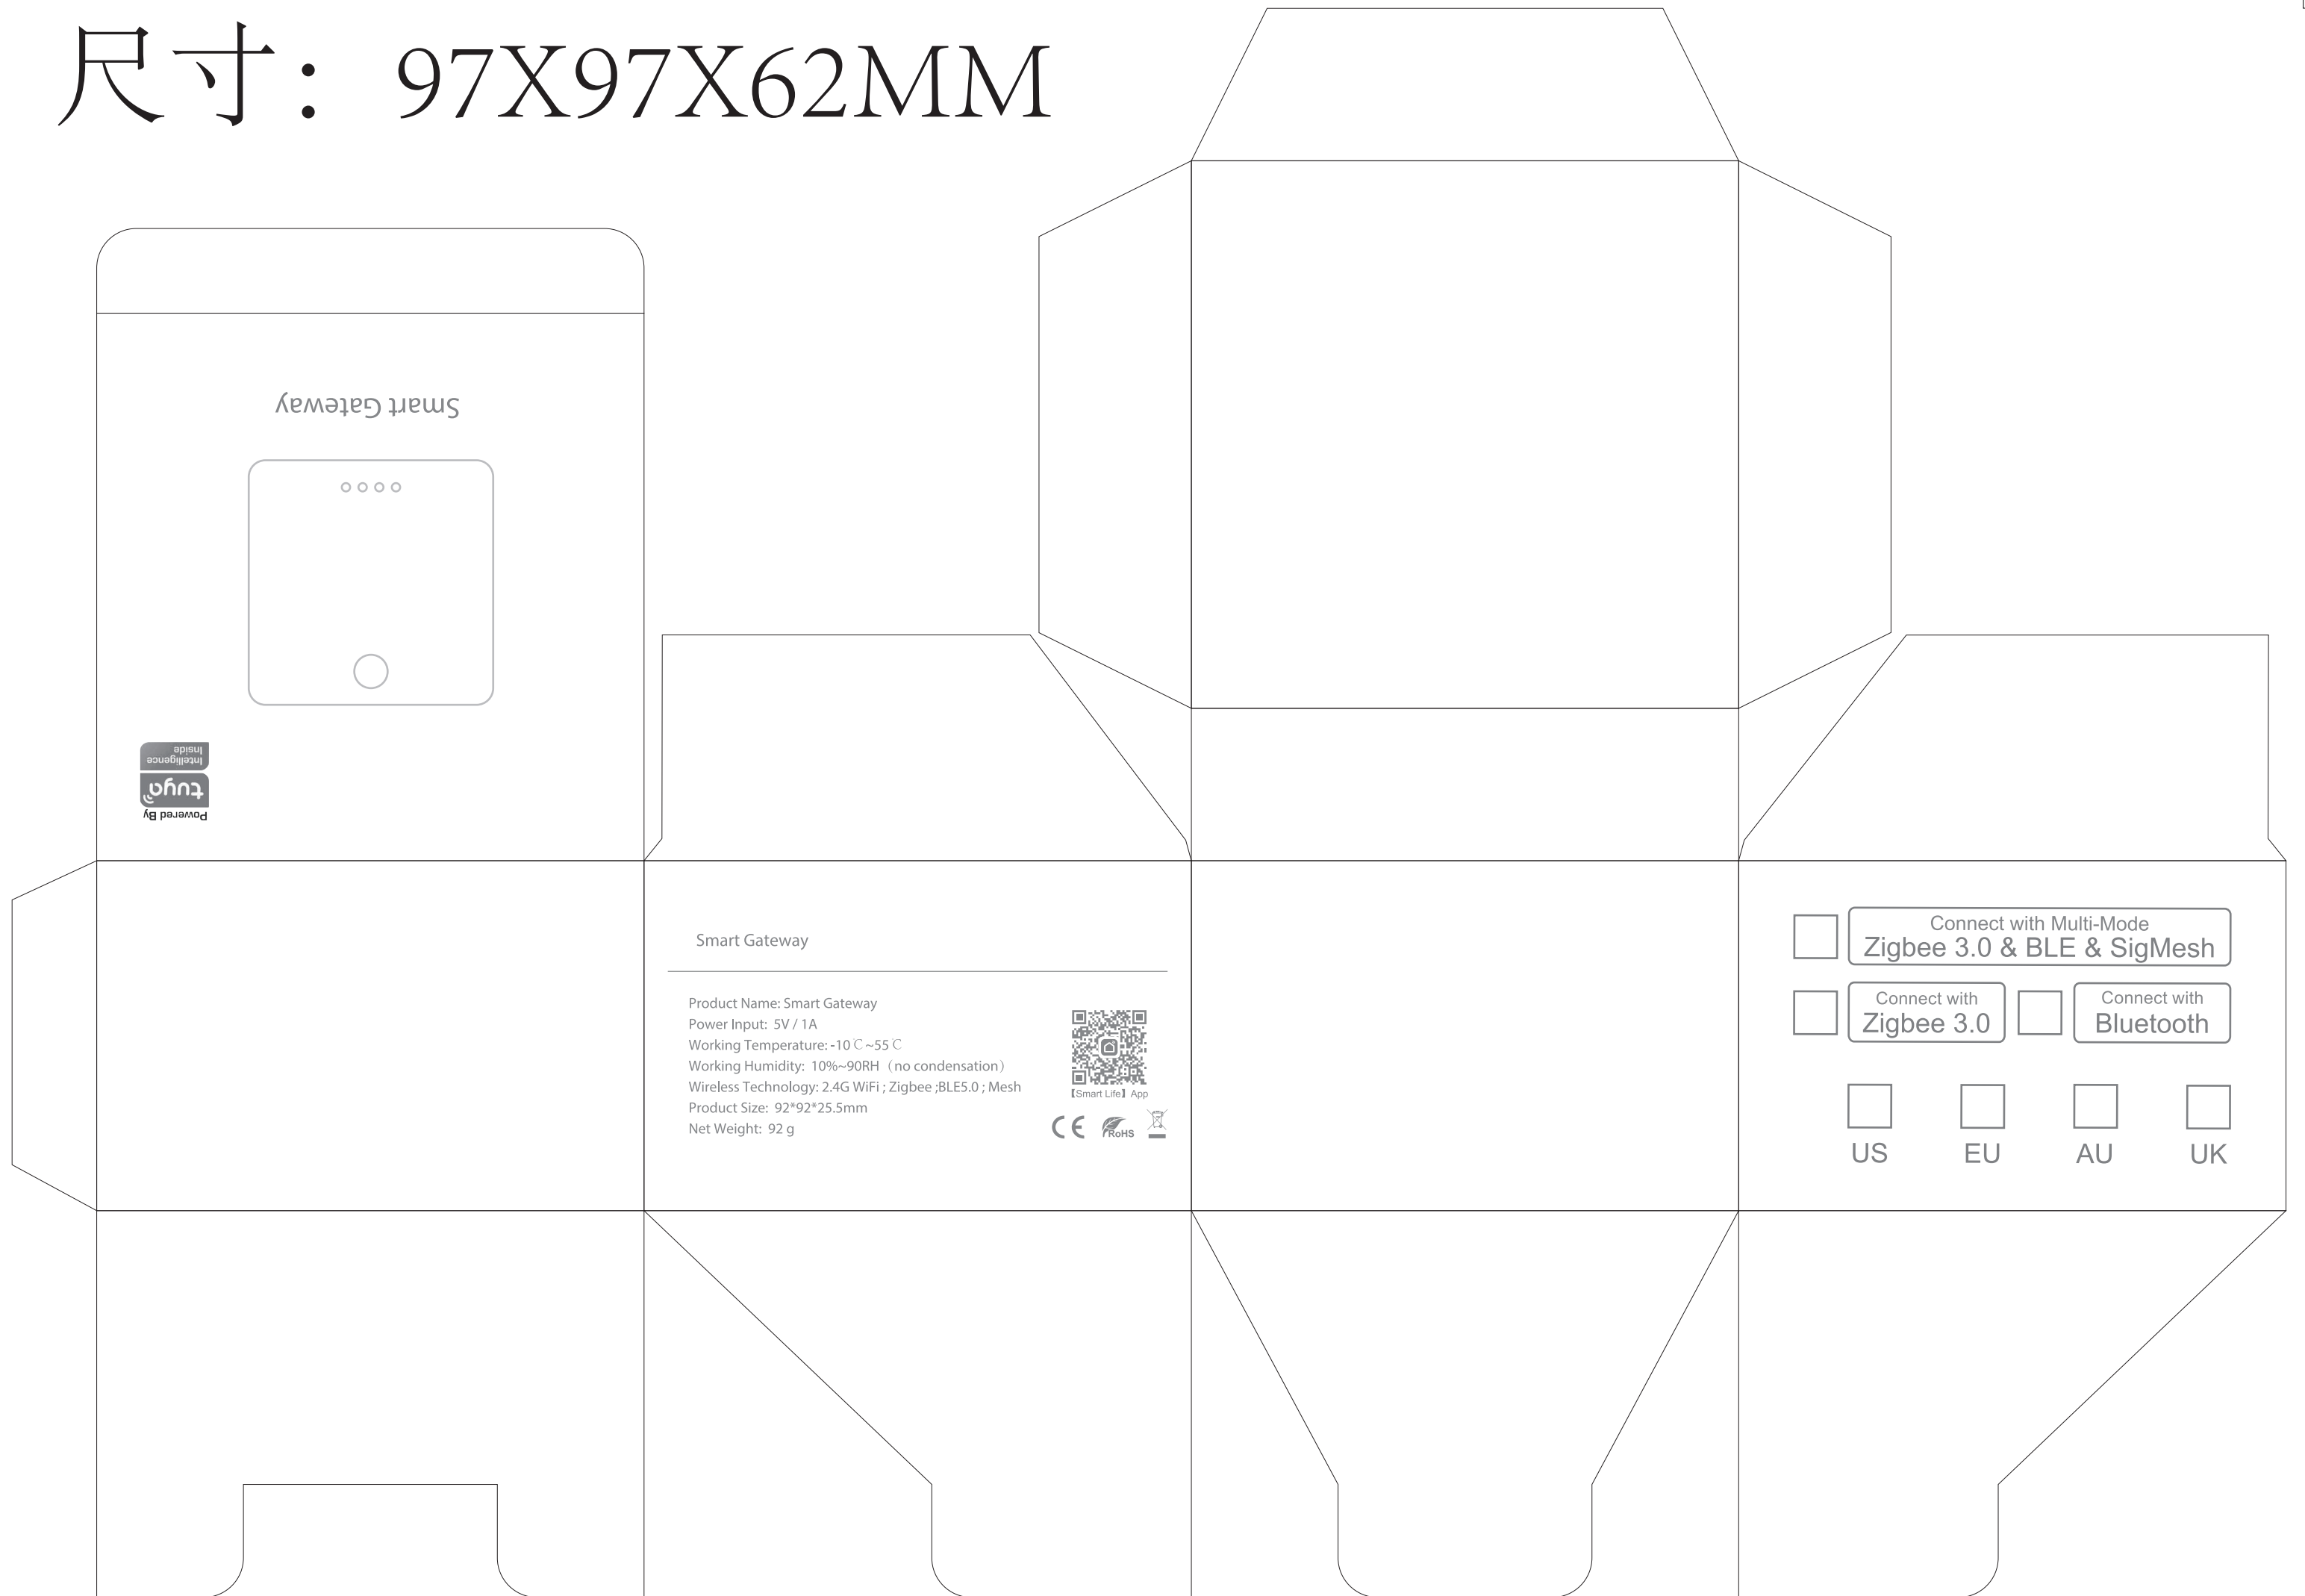 尺寸：97X97X62MM
Smart Gateway
Powered By
tuya
Intelligence
Inside
Smart Gateway
Product Name: Smart Gateway
Power Input: 5V / 1A
Working Temperature: -10℃~55℃
Working Humidity: 10%~90RH（no condensation）
Wireless Technology: 2.4G WiFi ; Zigbee ;BLE5.0 ; Mesh
Product Size: 92*92*25.5mm
Net Weight: 92 g
【Smart Life】 App
CE
RoHS
Connect with Multi-Mode
Zigbee 3.0 & BLE & SigMesh
Connect with
Zigbee 3.0
Connect with
Bluetooth
US EU AU UK